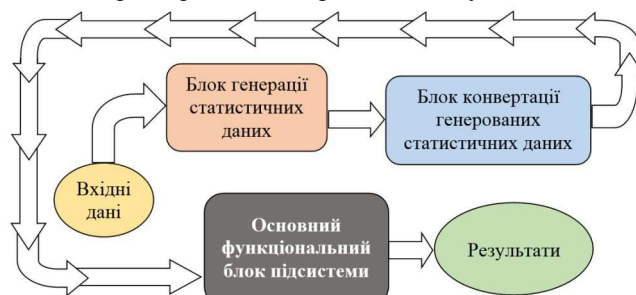 Блок генерації
статистичних
даних
Блок конвертації
генерованих
статистичних даних
Вхідні
дані
Основний
функціональний
блок підсистеми
Результати